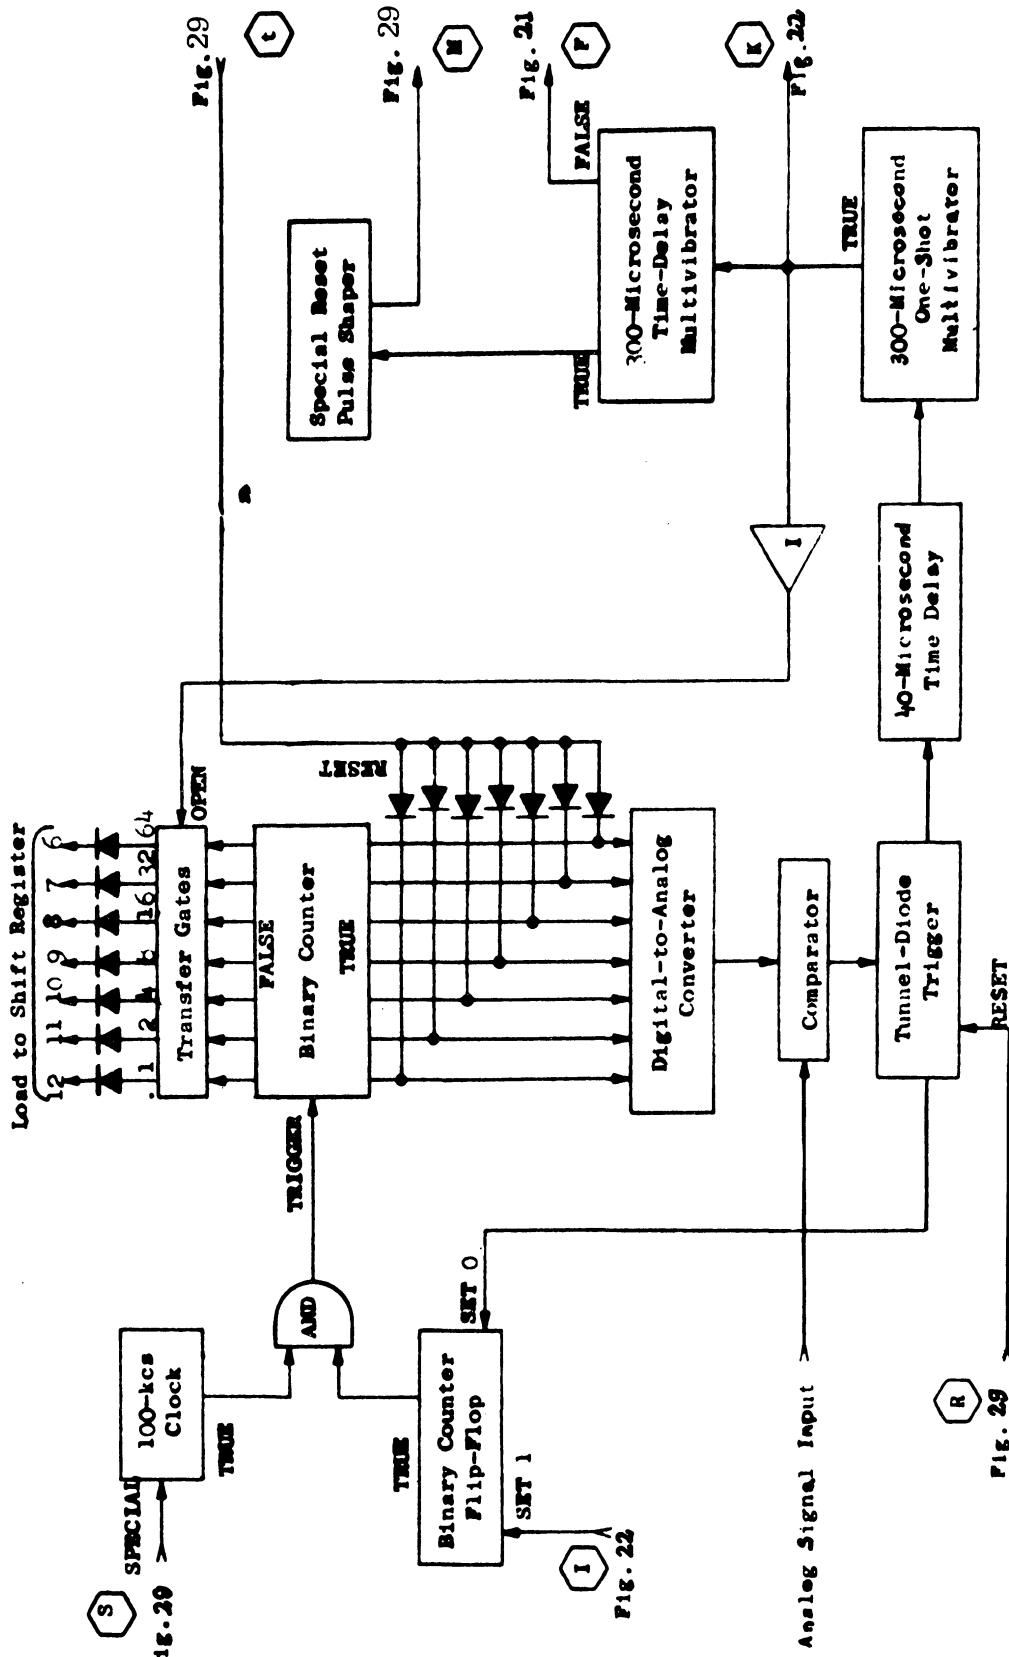 Load to Shift Register
12 11 10 9 8 7 6
1 2 4 8 16 32 64
Transfer Gates
OPEN
FALSE
Binary Counter
TRUE
RESET
Digital-to-Analog
Converter
Comparator
Tunnel-Diode
Trigger
RESET
40-Microsecond
Time Delay
300-Microsecond
One-Shot
Multivibrator
TRUE
300-Microsecond
Time-Delay
Multivibrator
TRUE
FALSE
Special Reset
Pulse Shaper
I
n
Fig. 29
t
Fig. 29
M
Fig. 21
F
K
Fig. 22
S
SPECIAL
ig. 29
100-kcs
Clock
TRUE
AND
TRIGGER
Binary Counter
Flip-Flop
TRUE
SET 0
SET 1
I
Fig. 22
Analog Signal Input
R
Fig. 29